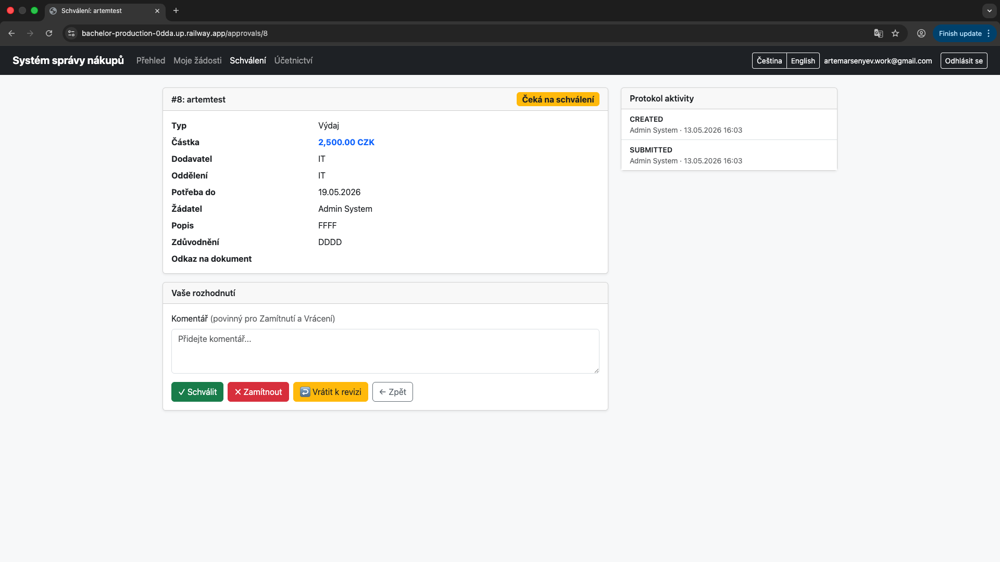 Schválení: artemtest
bachelor-production-0dda.up.railway.app/approvals/8
Finish update
Systém správy nákupů Přehled Moje žádosti Schválení Účetnictví Čeština English artemarsenyev.work@gmail.com Odhlásit se
#8: artemtest Čeká na schválení
Typ Výdaj
Částka 2,500.00 CZK
Dodavatel IT
Oddělení IT
Potřeba do 19.05.2026
Žádatel Admin System
Popis FFFF
Zdůvodnění DDDD
Odkaz na dokument
Vaše rozhodnutí
Komentář (povinný pro Zamítnutí a Vrácení)
Přidejte komentář...
✓ Schválit ✕ Zamítnout ↩ Vrátit k revizi ← Zpět
Protokol aktivity
CREATED
Admin System · 13.05.2026 16:03
SUBMITTED
Admin System · 13.05.2026 16:03